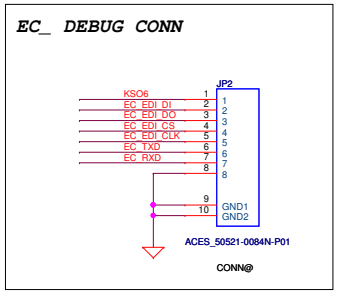 EC_ DEBUG CONN
JP2
KSO6 1 1
EC_EDI_DI 2 2
EC_EDI_DO 3 3
EC_EDI_CS 4 4
EC_EDI_CLK 5 5
EC_TXD 6 6
EC_RXD 7 7
8 8
9 GND1
10 GND2
ACES_50521-0084N-P01
CONN@